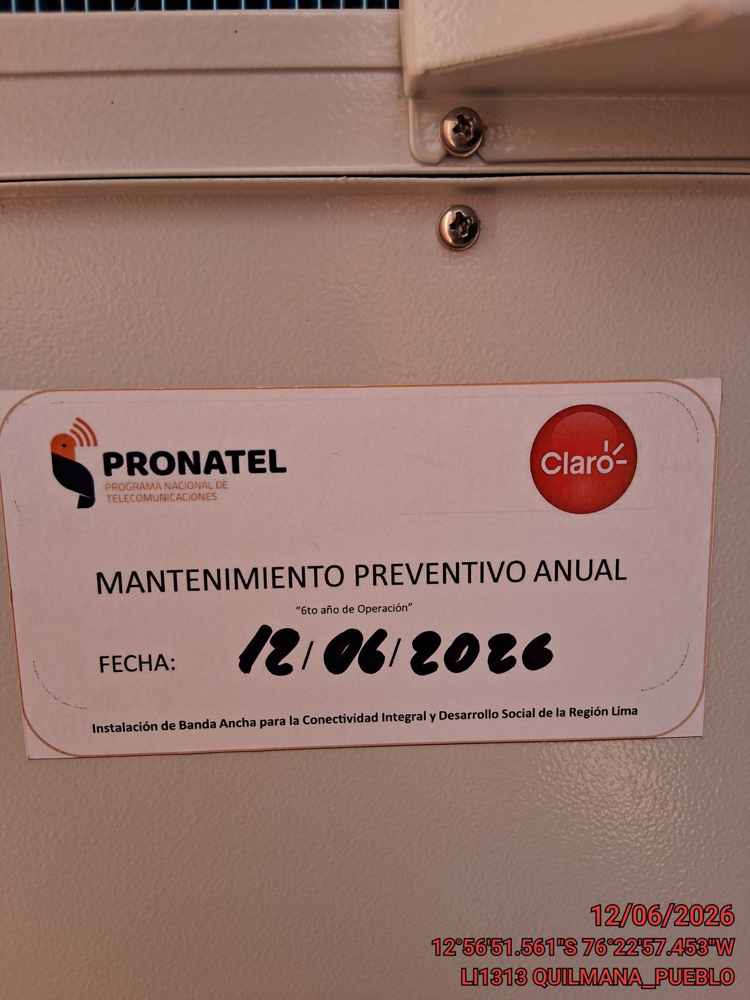 PRONATEL
PROGRAMA NACIONAL DE
TELECOMUNICACIONES
Claro
MANTENIMIENTO PREVENTIVO ANUAL
“6to año de Operación”
FECHA: 12/06/2026
Instalación de Banda Ancha para la Conectividad Integral y Desarrollo Social de la Región Lima
12/06/2026
12°56'51.561"S 76°22'57.453"W
LI1313 QUILMANA_PUEBLO